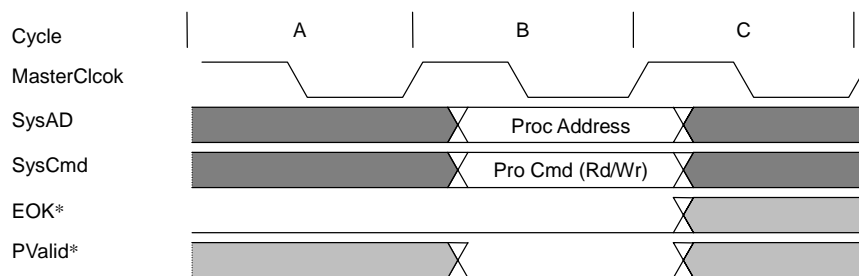 Cycle A B C
MasterClcok
SysAD Proc Address
SysCmd Pro Cmd (Rd/Wr)
EOK*
PValid*